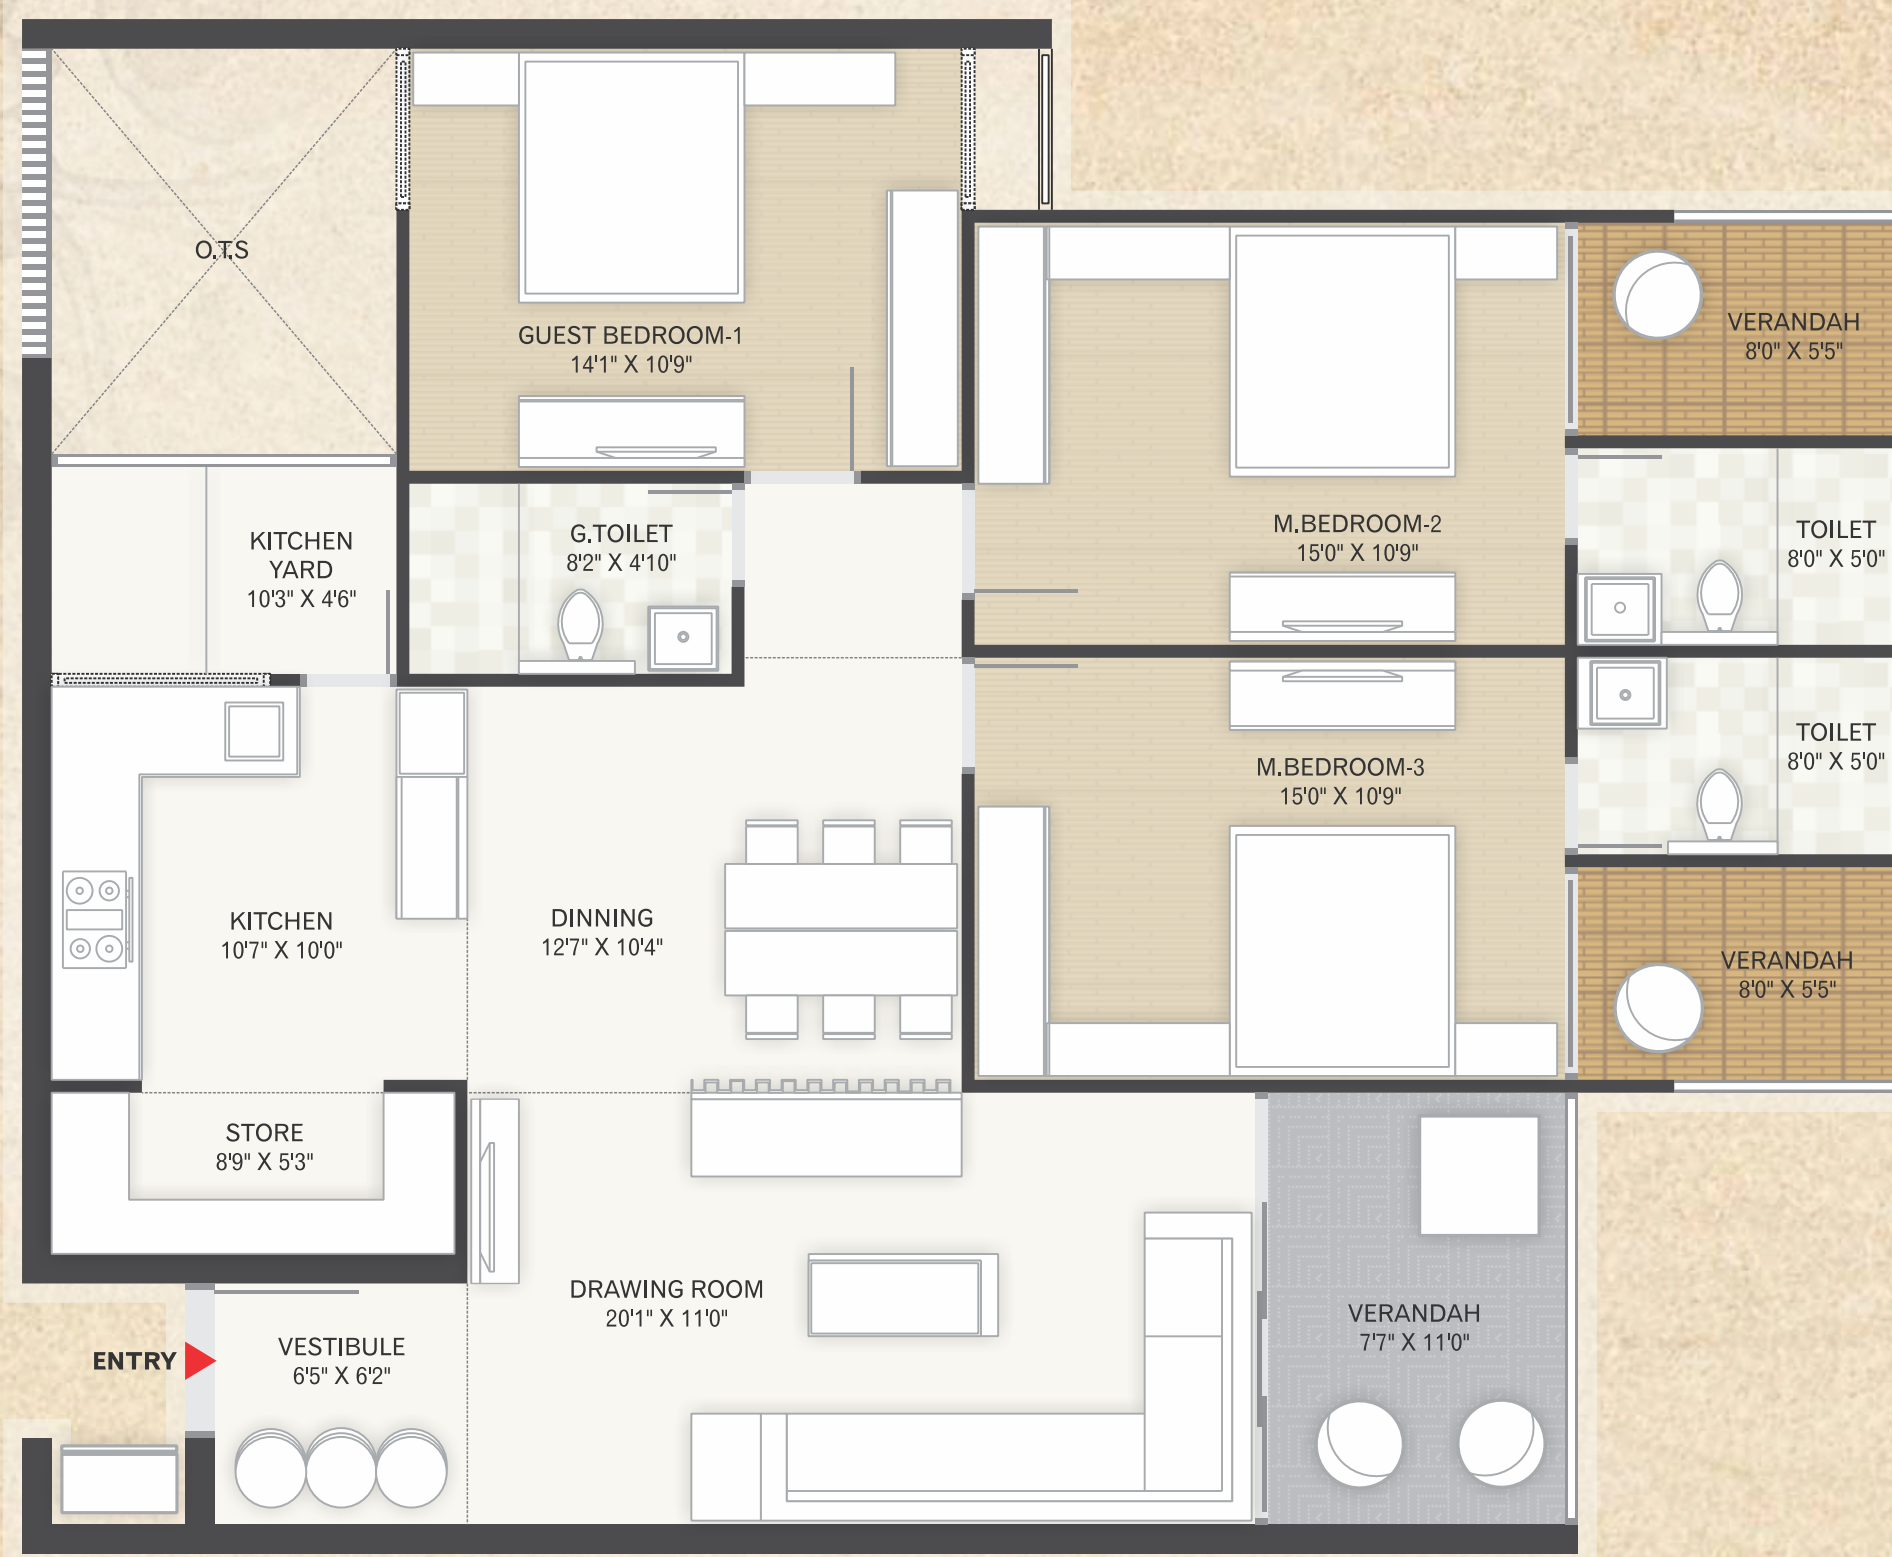 O.T.S
GUEST BEDROOM-1
14'1" X 10'9"
VERANDAH
8'0" X 5'5"
KITCHEN
YARD
10'3" X 4'6"
G.TOILET
8'2" X 4'10"
M.BEDROOM-2
15'0" X 10'9"
TOILET
8'0" X 5'0"
M.BEDROOM-3
15'0" X 10'9"
TOILET
8'0" X 5'0"
KITCHEN
10'7" X 10'0"
DINNING
12'7" X 10'4"
VERANDAH
8'0" X 5'5"
STORE
8'9" X 5'3"
DRAWING ROOM
20'1" X 11'0"
VERANDAH
7'7" X 11'0"
ENTRY
VESTIBULE
6'5" X 6'2"